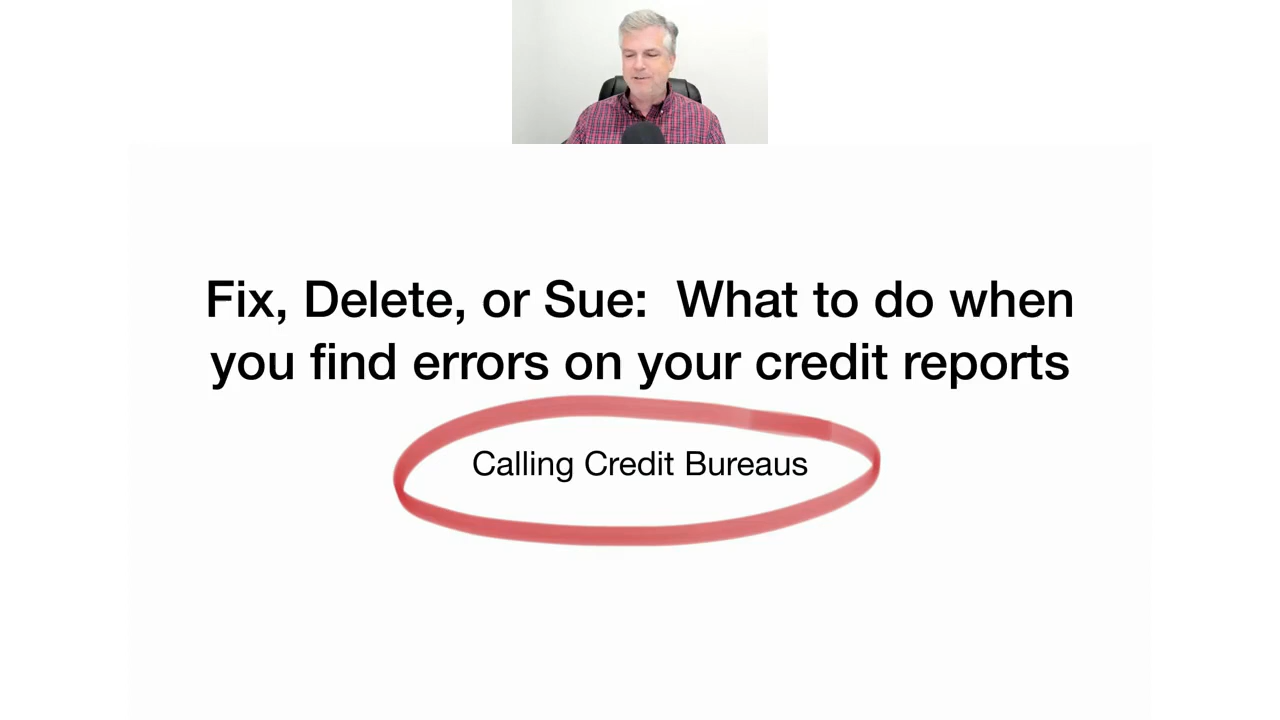 Fix, Delete, or Sue:  What to do when
you find errors on your credit reports
Calling Credit Bureaus